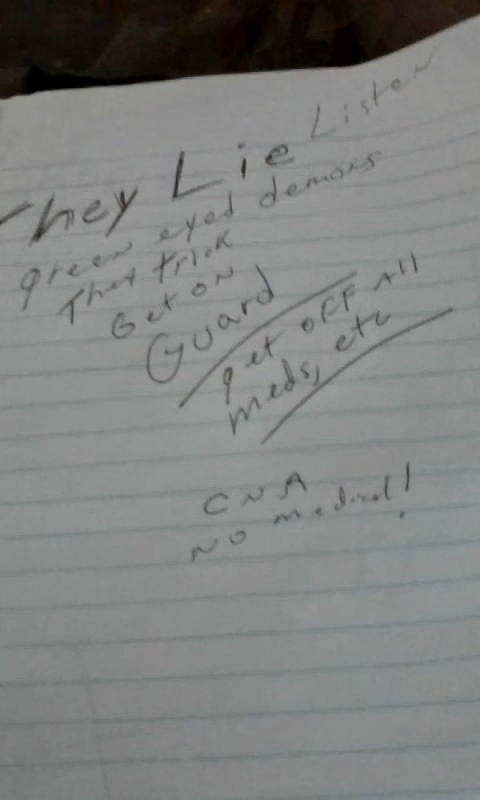 Listen
They Lie
green eyed demons
That trick
Get on
Guard
get off All
meds, etc
CNA
No medical!